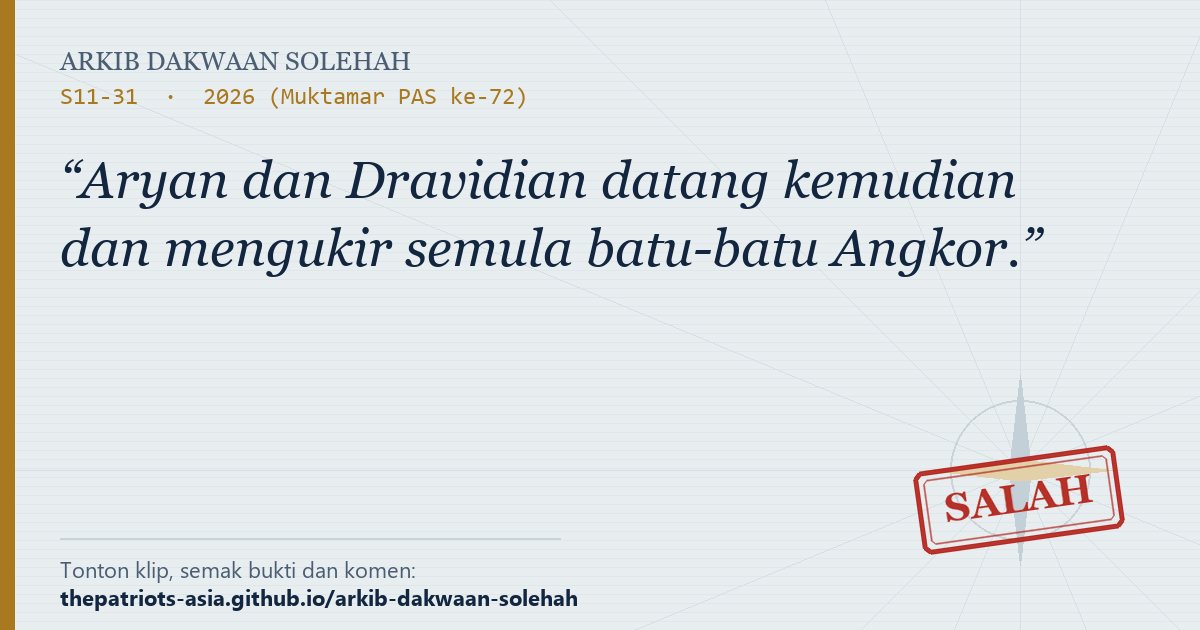 ARKIB DAKWAAN SOLEHAH
S11-31 · 2026 (Muktamar PAS ke-72)
“Aryan dan Dravidian datang kemudian
dan mengukir semula batu-batu Angkor.”
SALAH
Tonton klip, semak bukti dan komen:
thepatriots-asia.github.io/arkib-dakwaan-solehah